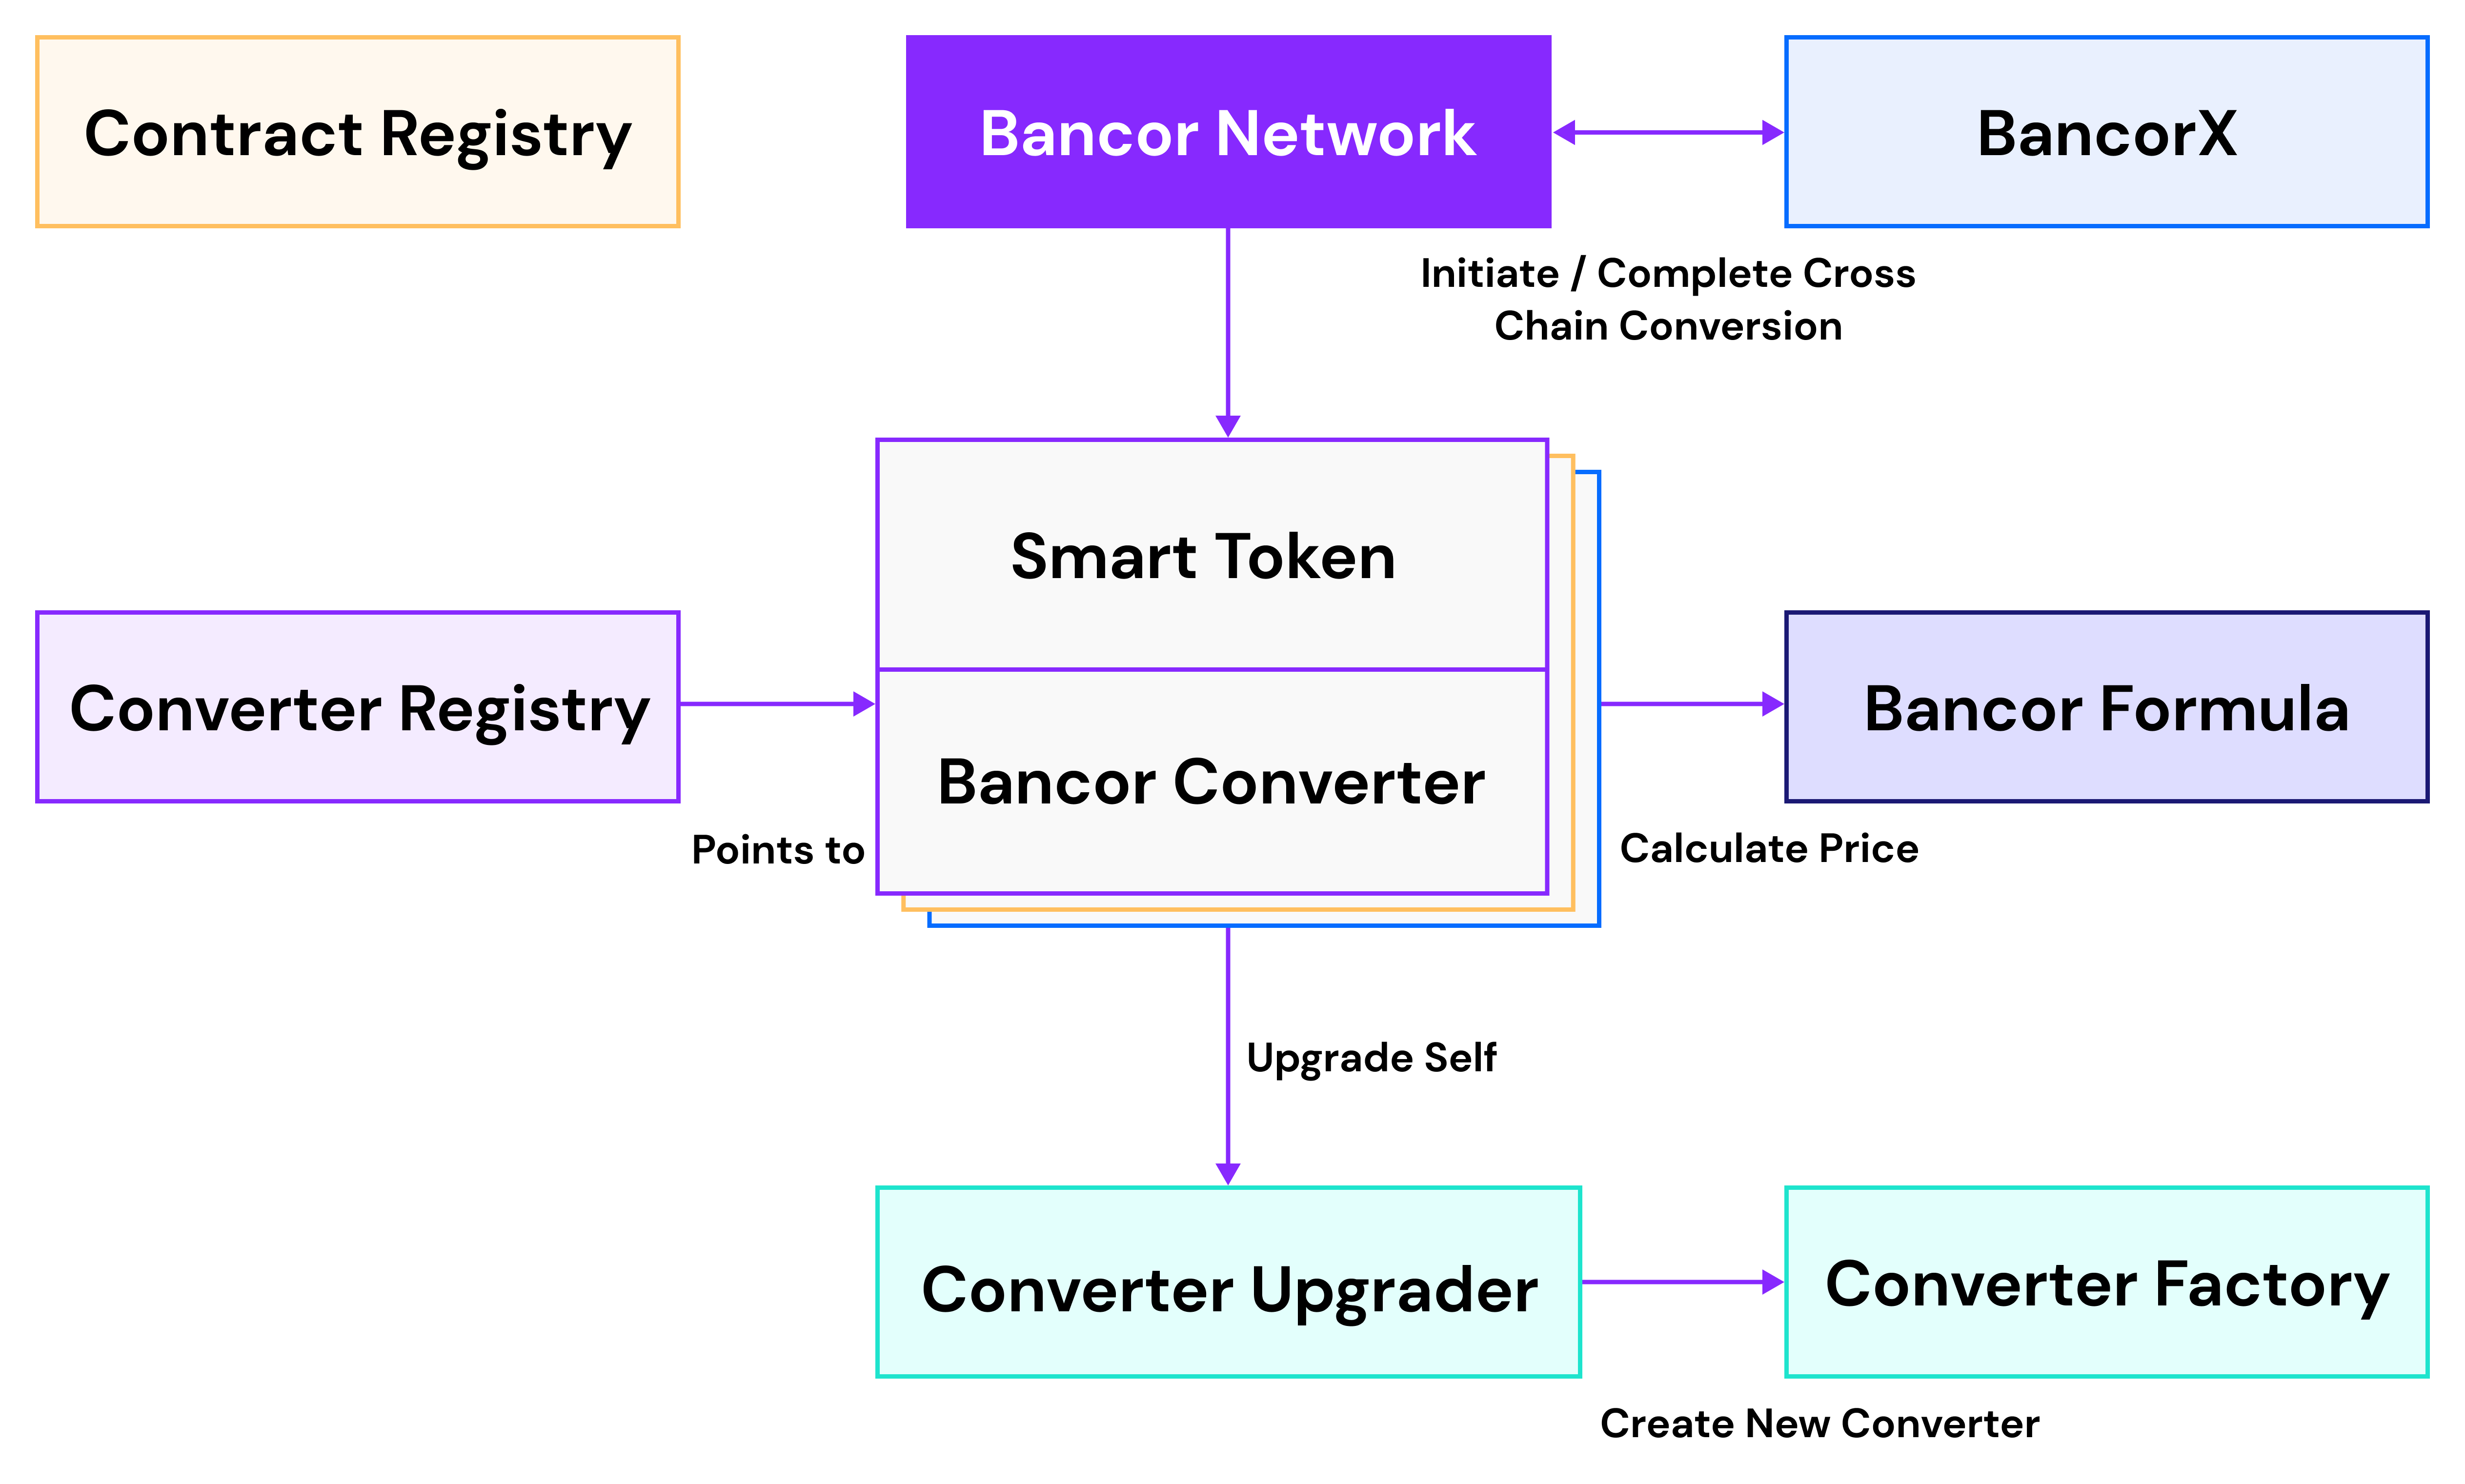 Contract Registry
Bancor Network
BancorX
Initiate / Complete Cross
Chain Conversion
Smart Token
Converter Registry
Bancor Formula
Bancor Converter
Points to
Calculate Price
Upgrade Self
Converter Upgrader
Converter Factory
Create New Converter